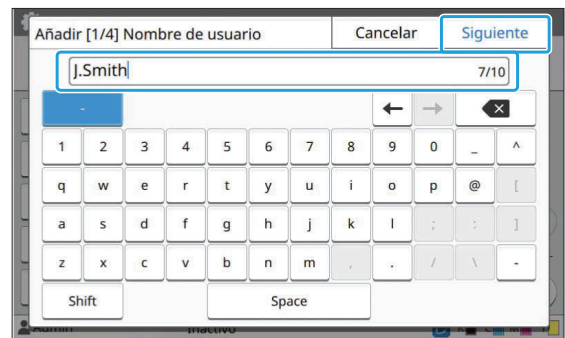 Añadir [1/4] Nombre de usuario Cancelar Siguiente
J.Smith 7/10
-
1 2 3 4 5 6 7 8 9 0 _ ^
q w e r t y u i o p @ [
a s d f g h j k l ; : ]
z x c v b n m , . / \ -
Shift Space
Admin Inactivo